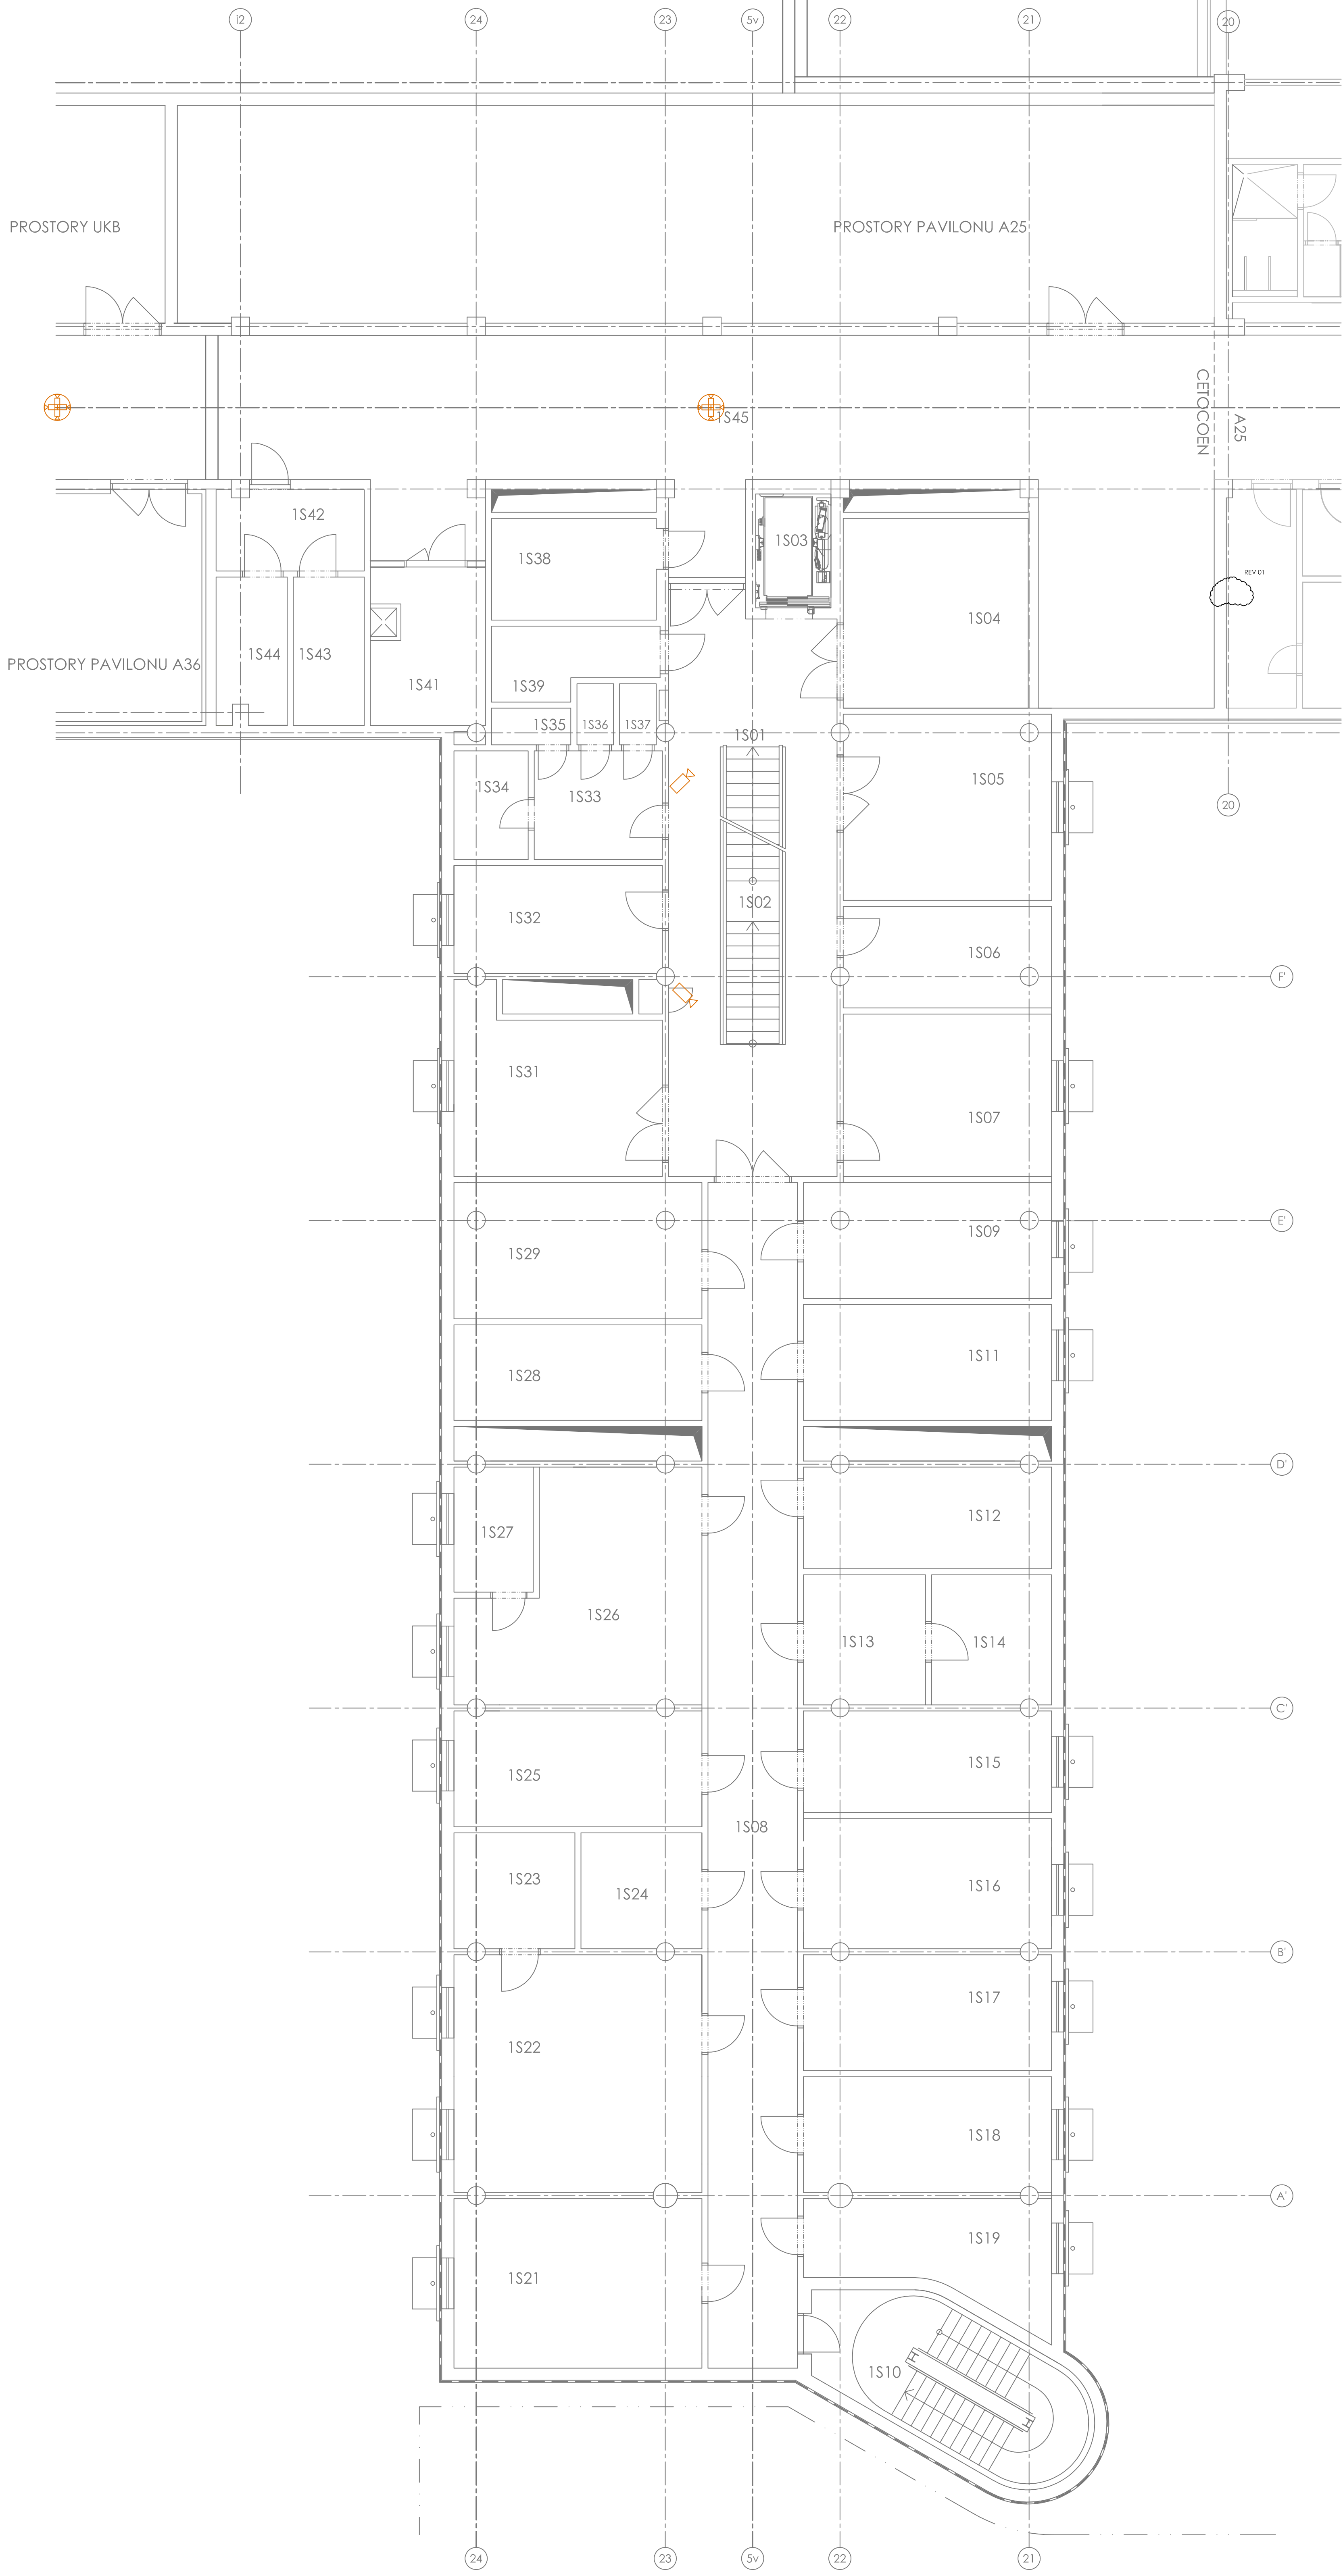 i2 24 23 5v 22 21 20
PROSTORY UKB
PROSTORY PAVILONU A25
CETOCOEN
A25
1S45
1S42
1S38
1S03
REV 01
1S04
1S44
1S43
PROSTORY PAVILONU A36
1S41
1S39
1S35
1S36
1S37
1S01
1S34
1S33
1S05
20
1S02
1S32
1S06
F'
1S31
1S07
E'
1S29
1S09
1S28
1S11
D'
1S27
1S12
1S26
1S13
1S14
C'
1S25
1S15
1S08
1S23
1S24
1S16
B'
1S22
1S17
1S18
A'
1S21
1S19
1S10
24 23 5v 22 21